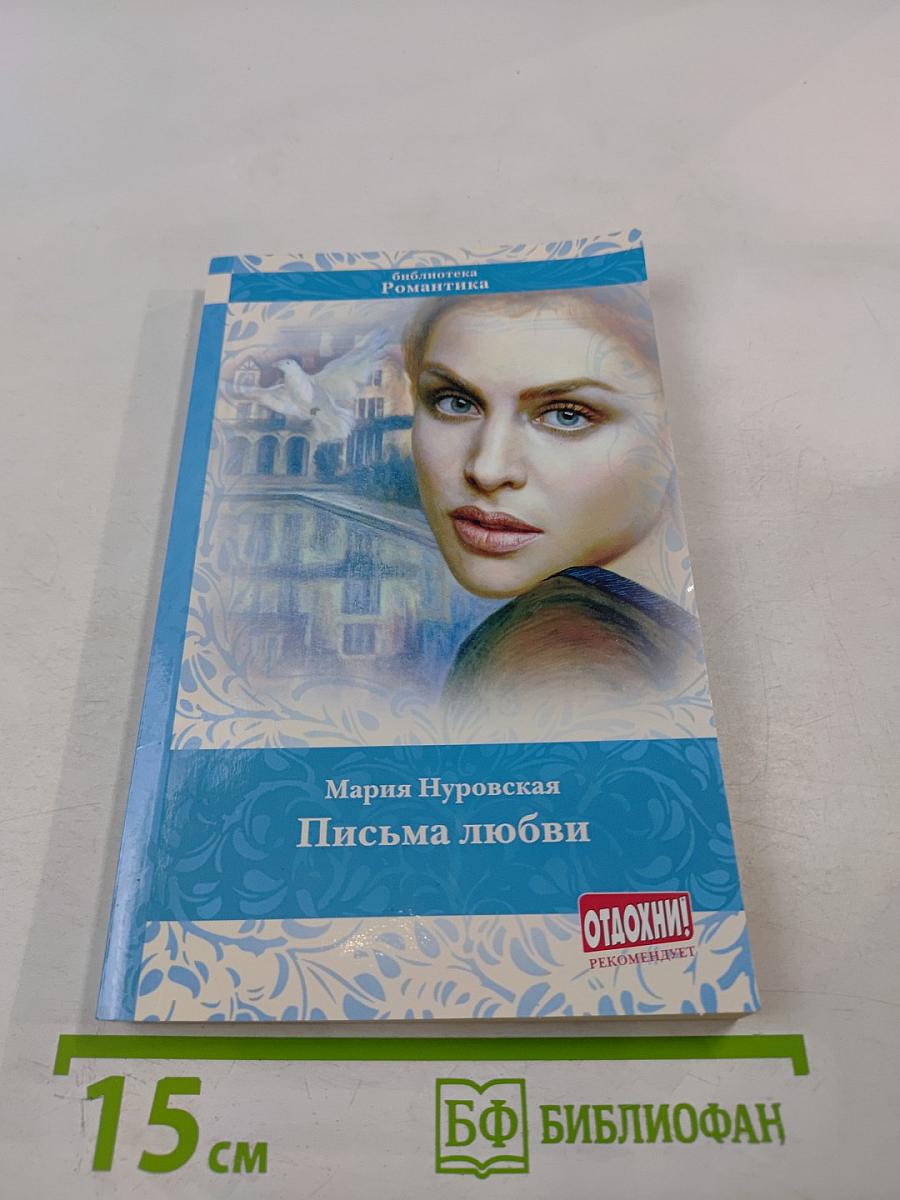 библиотека
Романтика
Мария Нуровская
Письма любви
ОТДОХНИ!
РЕКОМЕНДУЕТ
15 см
БФ БИБЛИОФАН